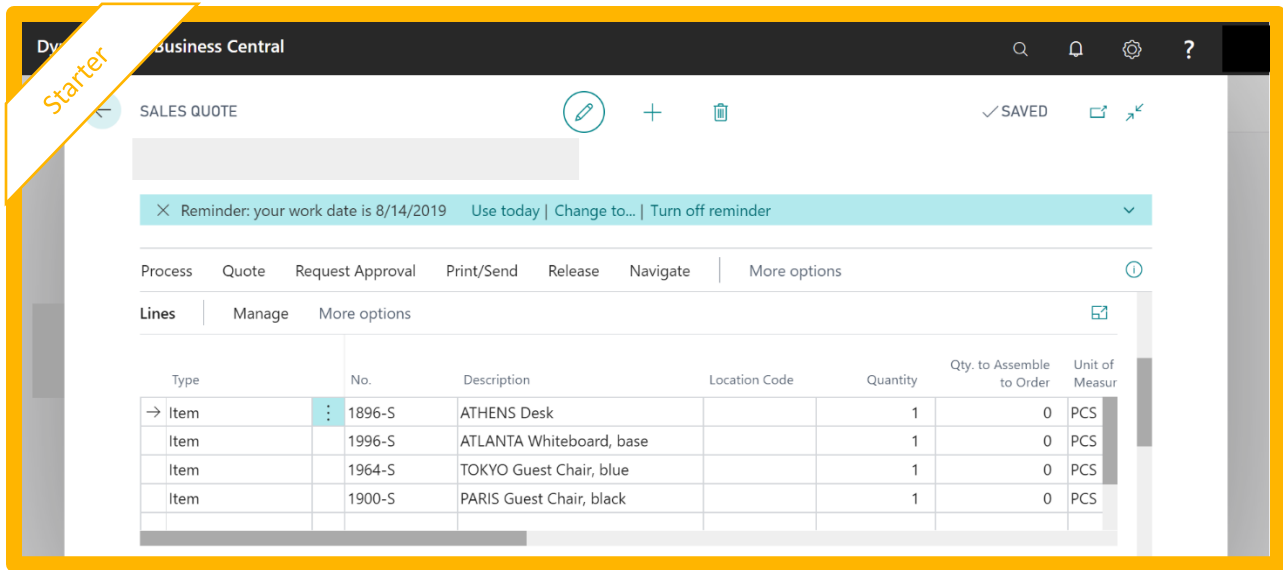 Starter
Dy Business Central ?
SALES QUOTE SAVED
Reminder: your work date is 8/14/2019 Use today | Change to... | Turn off reminder
Process Quote Request Approval Print/Send Release Navigate | More options
Lines | Manage More options
Type No. Description Location Code Quantity Qty. to Assemble to Order Unit of Measur
Item 1896-S ATHENS Desk 1 0 PCS
Item 1996-S ATLANTA Whiteboard, base 1 0 PCS
Item 1964-S TOKYO Guest Chair, blue 1 0 PCS
Item 1900-S PARIS Guest Chair, black 1 0 PCS